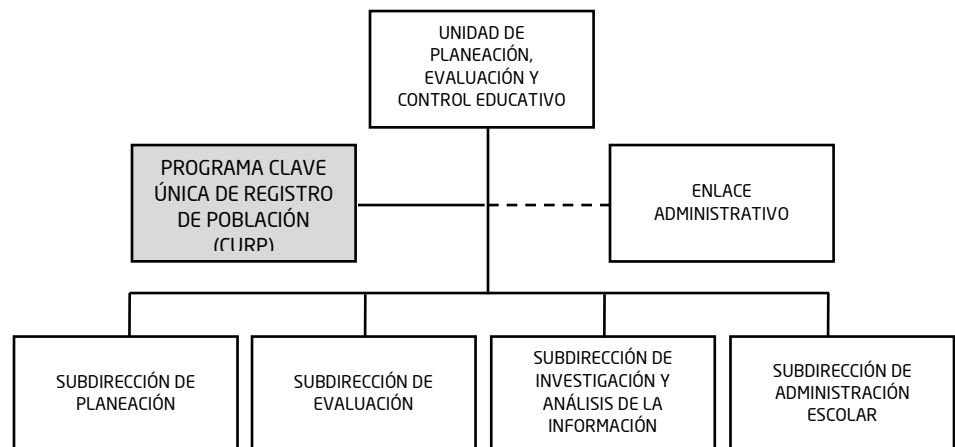 UNIDAD DE
PLANEACIÓN,
EVALUACIÓN Y
CONTROL EDUCATIVO
PROGRAMA CLAVE
ÚNICA DE REGISTRO
DE POBLACIÓN
(CURP)
ENLACE
ADMINISTRATIVO
SUBDIRECCIÓN DE
PLANEACIÓN
SUBDIRECCIÓN DE
EVALUACIÓN
SUBDIRECCIÓN DE
INVESTIGACIÓN Y
ANÁLISIS DE LA
INFORMACIÓN
SUBDIRECCIÓN DE
ADMINISTRACIÓN
ESCOLAR